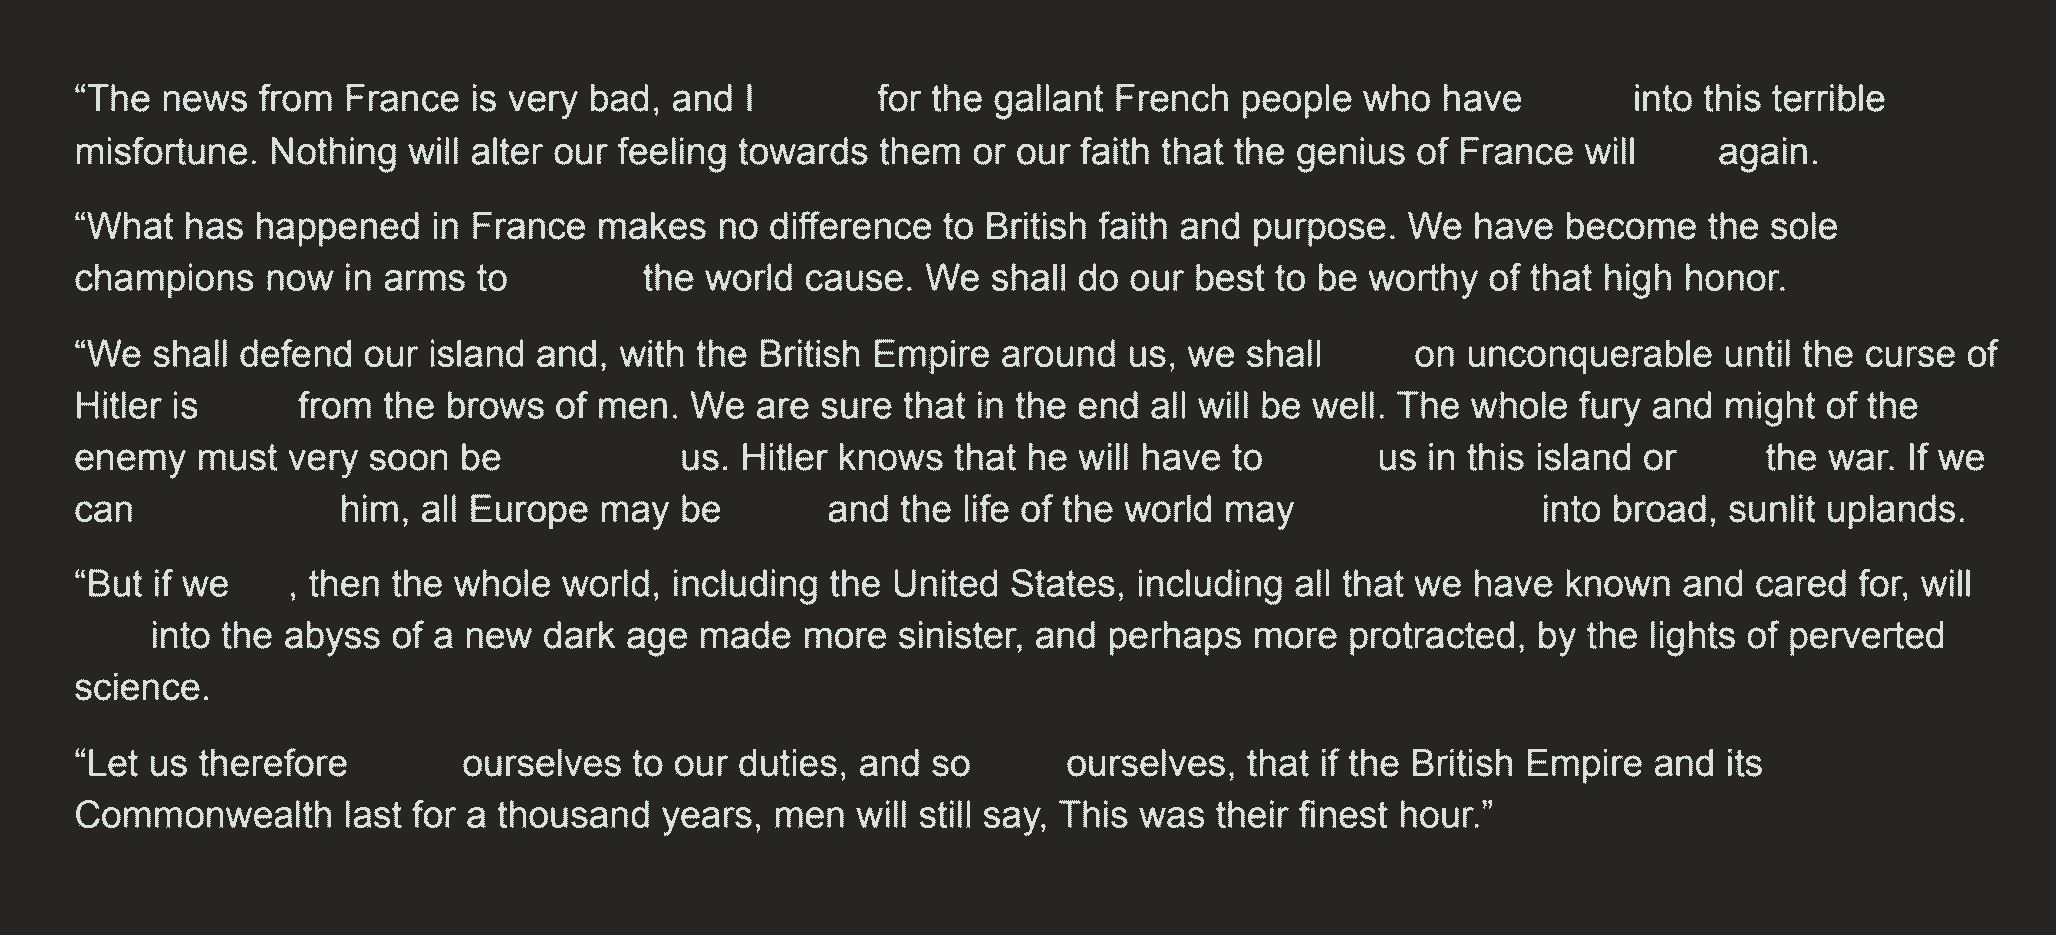 “The news from France is very bad, and I for the gallant French people who have into this terrible
misfortune. Nothing will alter our feeling towards them or our faith that the genius of France will again.
“What has happened in France makes no difference to British faith and purpose. We have become the sole
champions now in arms to the world cause. We shall do our best to be worthy of that high honor.
“We shall defend our island and, with the British Empire around us, we shall on unconquerable until the curse of
Hitler is from the brows of men. We are sure that in the end all will be well. The whole fury and might of the
enemy must very soon be us. Hitler knows that he will have to us in this island or the war. If we
can him, all Europe may be and the life of the world may into broad, sunlit uplands.
“But if we , then the whole world, including the United States, including all that we have known and cared for, will
into the abyss of a new dark age made more sinister, and perhaps more protracted, by the lights of perverted
science.
“Let us therefore ourselves to our duties, and so ourselves, that if the British Empire and its
Commonwealth last for a thousand years, men will still say, This was their finest hour.”